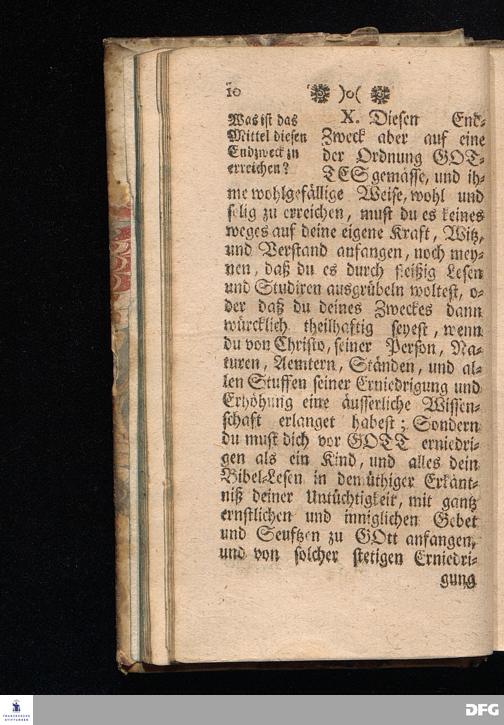 10 )o(
Was ist das
Mittel diesen
Endzweck zu
erreichen?
X. Diesen End-
Zweck aber auf eine
der Ordnung GOT-
TES gemässe, und ih-
me wohlgefällige Weise, wohl und
selig zu erreichen, must du es keines
weges auf deine eigene Kraft, Witz,
und Verstand anfangen, noch mey-
nen, daß du es durch fleißig Lesen
und Studiren ausgrübeln woltest, o-
der daß du deines Zweckes dann
würcklich theilhaftig seyest, wenn
du von Christo, seiner Person, Na-
turen, Aemtern, Ständen, und al-
len Stuffen seiner Erniedrigung und
Erhöhung eine äusserliche Wissen-
schaft erlanget habest; Sondern
du must dich vor GOTT erniedri-
gen als ein Kind, und alles dein
Bibel-Lesen in demüthiger Erkänt-
niß deiner Untüchtigkeit, mit gantz
ernstlichen und inniglichen Gebet
und Seuftzen zu GOtt anfangen,
und von solcher stetigen Erniedri-
gung
FRANCKESCHE
STIFTUNGEN
DFG